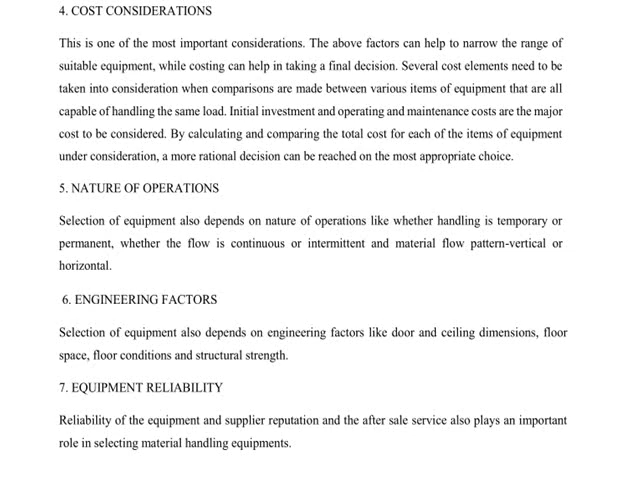 4. COST CONSIDERATIONS
This is one of the most important considerations. The above factors can help to narrow the range of
suitable equipment, while costing can help in taking a final decision. Several cost elements need to be
taken into consideration when comparisons are made between various items of equipment that are all
capable of handling the same load. Initial investment and operating and maintenance costs are the major
cost to be considered. By calculating and comparing the total cost for each of the items of equipment
under consideration, a more rational decision can be reached on the most appropriate choice.
5. NATURE OF OPERATIONS
Selection of equipment also depends on nature of operations like whether handling is temporary or
permanent, whether the flow is continuous or intermittent and material flow pattern-vertical or
horizontal.
6. ENGINEERING FACTORS
Selection of equipment also depends on engineering factors like door and ceiling dimensions, floor
space, floor conditions and structural strength.
7. EQUIPMENT RELIABILITY
Reliability of the equipment and supplier reputation and the after sale service also plays an important
role in selecting material handling equipments.